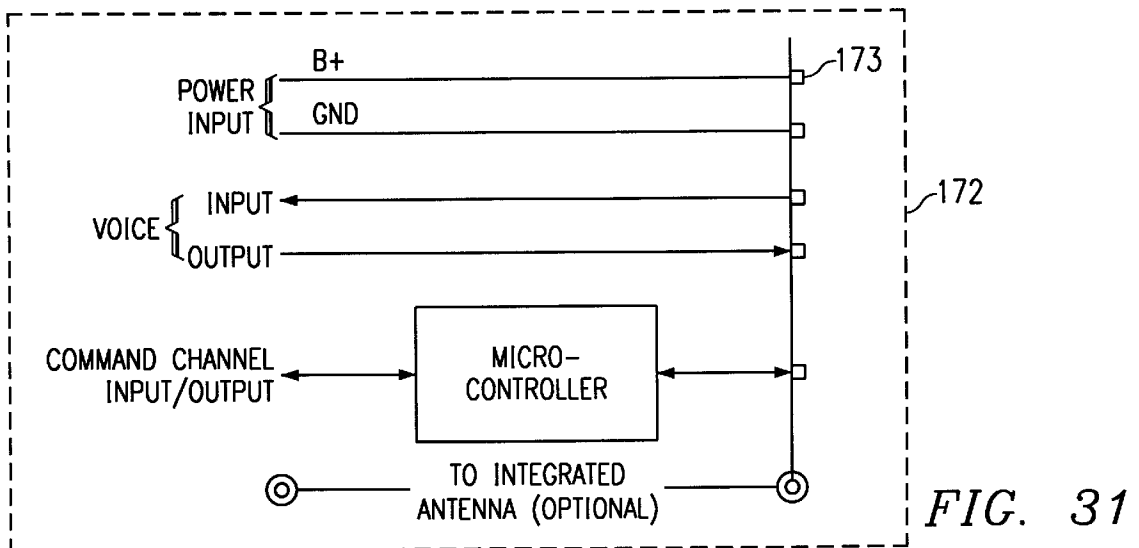 B+
173
POWER
INPUT
GND
172
VOICE
INPUT
OUTPUT
COMMAND CHANNEL
INPUT/OUTPUT
MICRO-
CONTROLLER
TO INTEGRATED
ANTENNA (OPTIONAL)
FIG. 31